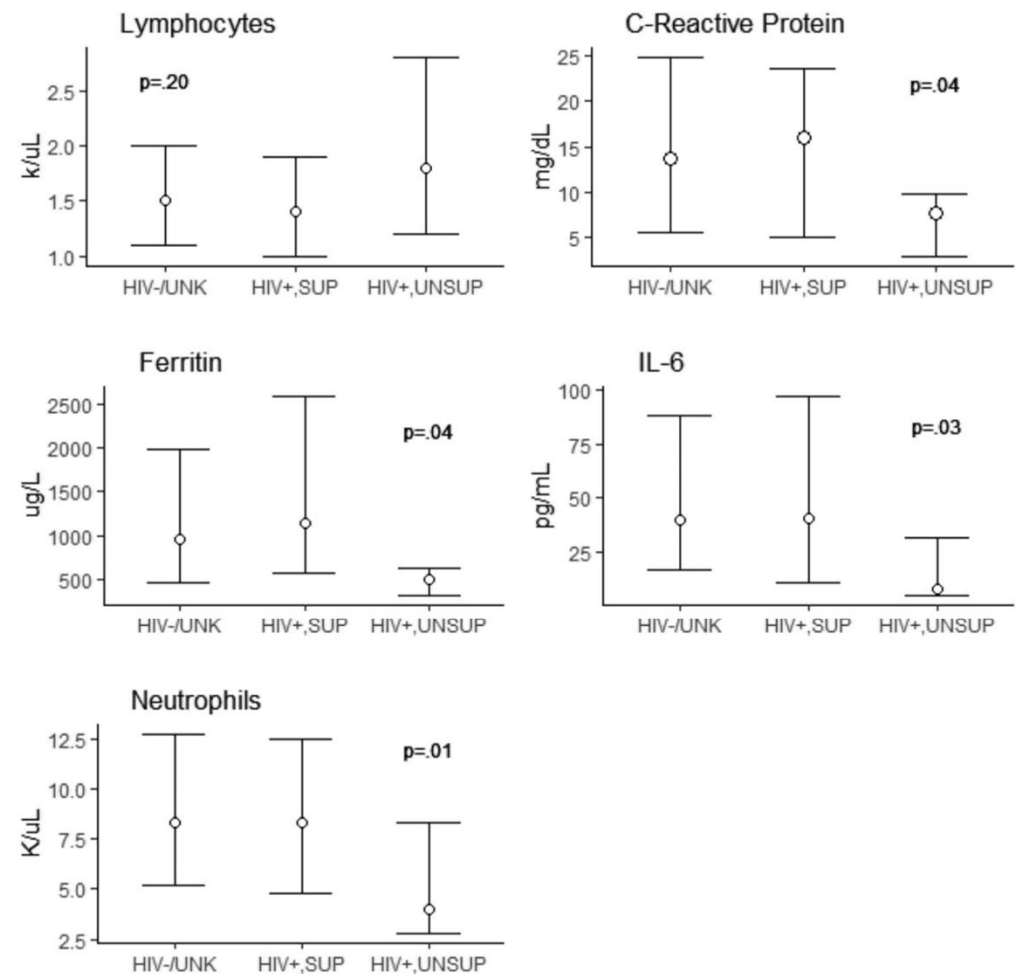 Lymphocytes
k/uL
2.5
2.0
1.5
1.0
p=.20
HIV-/UNK HIV+,SUP HIV+,UNSUP
C-Reactive Protein
mg/dL
25
20
15
10
5
p=.04
HIV-/UNK HIV+,SUP HIV+,UNSUP
Ferritin
ug/L
2500
2000
1500
1000
500
p=.04
HIV-/UNK HIV+,SUP HIV+,UNSUP
IL-6
pg/mL
100
75
50
25
p=.03
HIV-/UNK HIV+,SUP HIV+,UNSUP
Neutrophils
K/uL
12.5
10.0
7.5
5.0
2.5
p=.01
HIV-/UNK HIV+,SUP HIV+,UNSUP